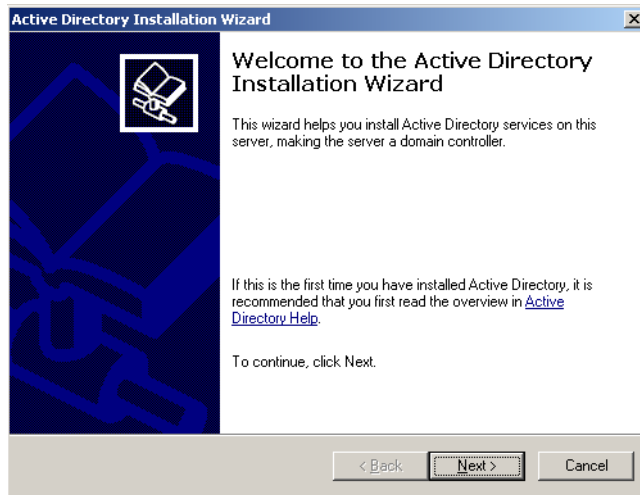 Active Directory Installation Wizard
Welcome to the Active Directory
Installation Wizard
This wizard helps you install Active Directory services on this
server, making the server a domain controller.
If this is the first time you have installed Active Directory, it is
recommended that you first read the overview in Active
Directory Help.
To continue, click Next.
< Back Next > Cancel